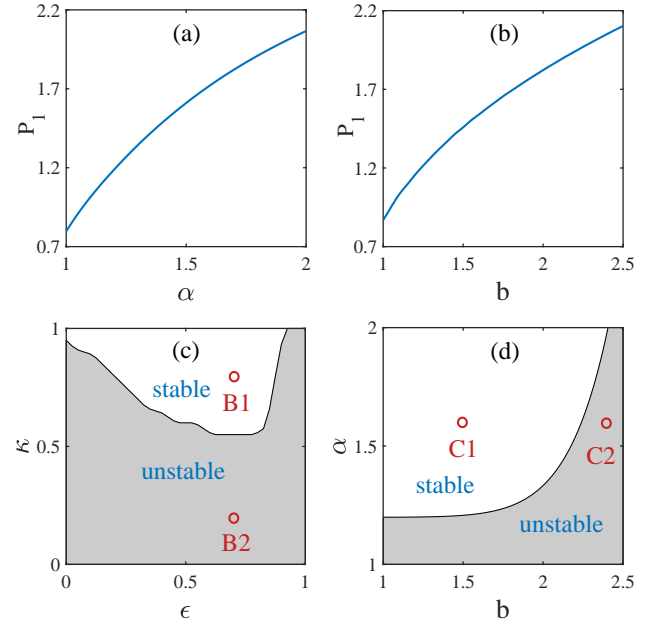 (a)
P1
2.2
1.7
1.2
0.7
1
1.5
2
α
(b)
P1
2.2
1.7
1.2
0.7
1
1.5
2
2.5
b
(c)
κ
1
0.5
0
stable
B1
unstable
B2
0
0.5
1
ϵ
(d)
α
2
1.5
1
C1
C2
stable
unstable
1
1.5
2
2.5
b